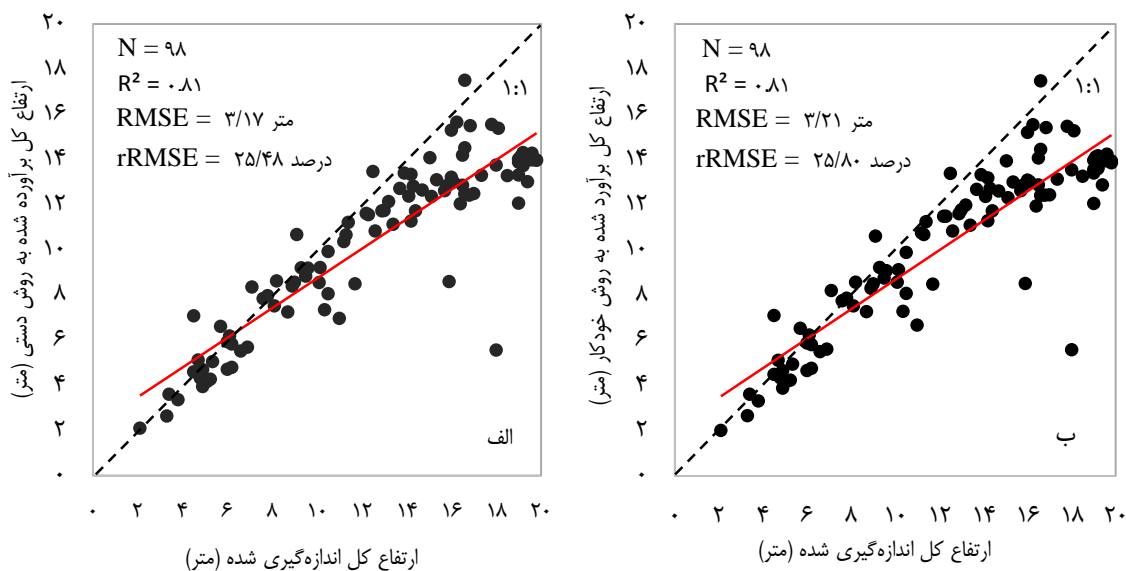 N = ۹۸
R² = ۰.۸۱
RMSE = ۳/۱۷ متر
rRMSE = ۲۵/۴۸ درصد
۱:۱
الف
ارتفاع کل برآورده شده به روش دستی (متر)
۲۰
۱۸
۱۶
۱۴
۱۲
۱۰
۸
۶
۴
۲
۰
۰ ۲ ۴ ۶ ۸ ۱۰ ۱۲ ۱۴ ۱۶ ۱۸ ۲۰
ارتفاع کل اندازه‌گیری شده (متر)
N = ۹۸
R² = ۰.۸۱
RMSE = ۳/۲۱ متر
rRMSE = ۲۵/۸۰ درصد
۱:۱
ب
ارتفاع کل برآورد شده به روش خودکار (متر)
۲۰
۱۸
۱۶
۱۴
۱۲
۱۰
۸
۶
۴
۲
۰
۰ ۲ ۴ ۶ ۸ ۱۰ ۱۲ ۱۴ ۱۶ ۱۸ ۲۰
ارتفاع کل اندازه‌گیری شده (متر)